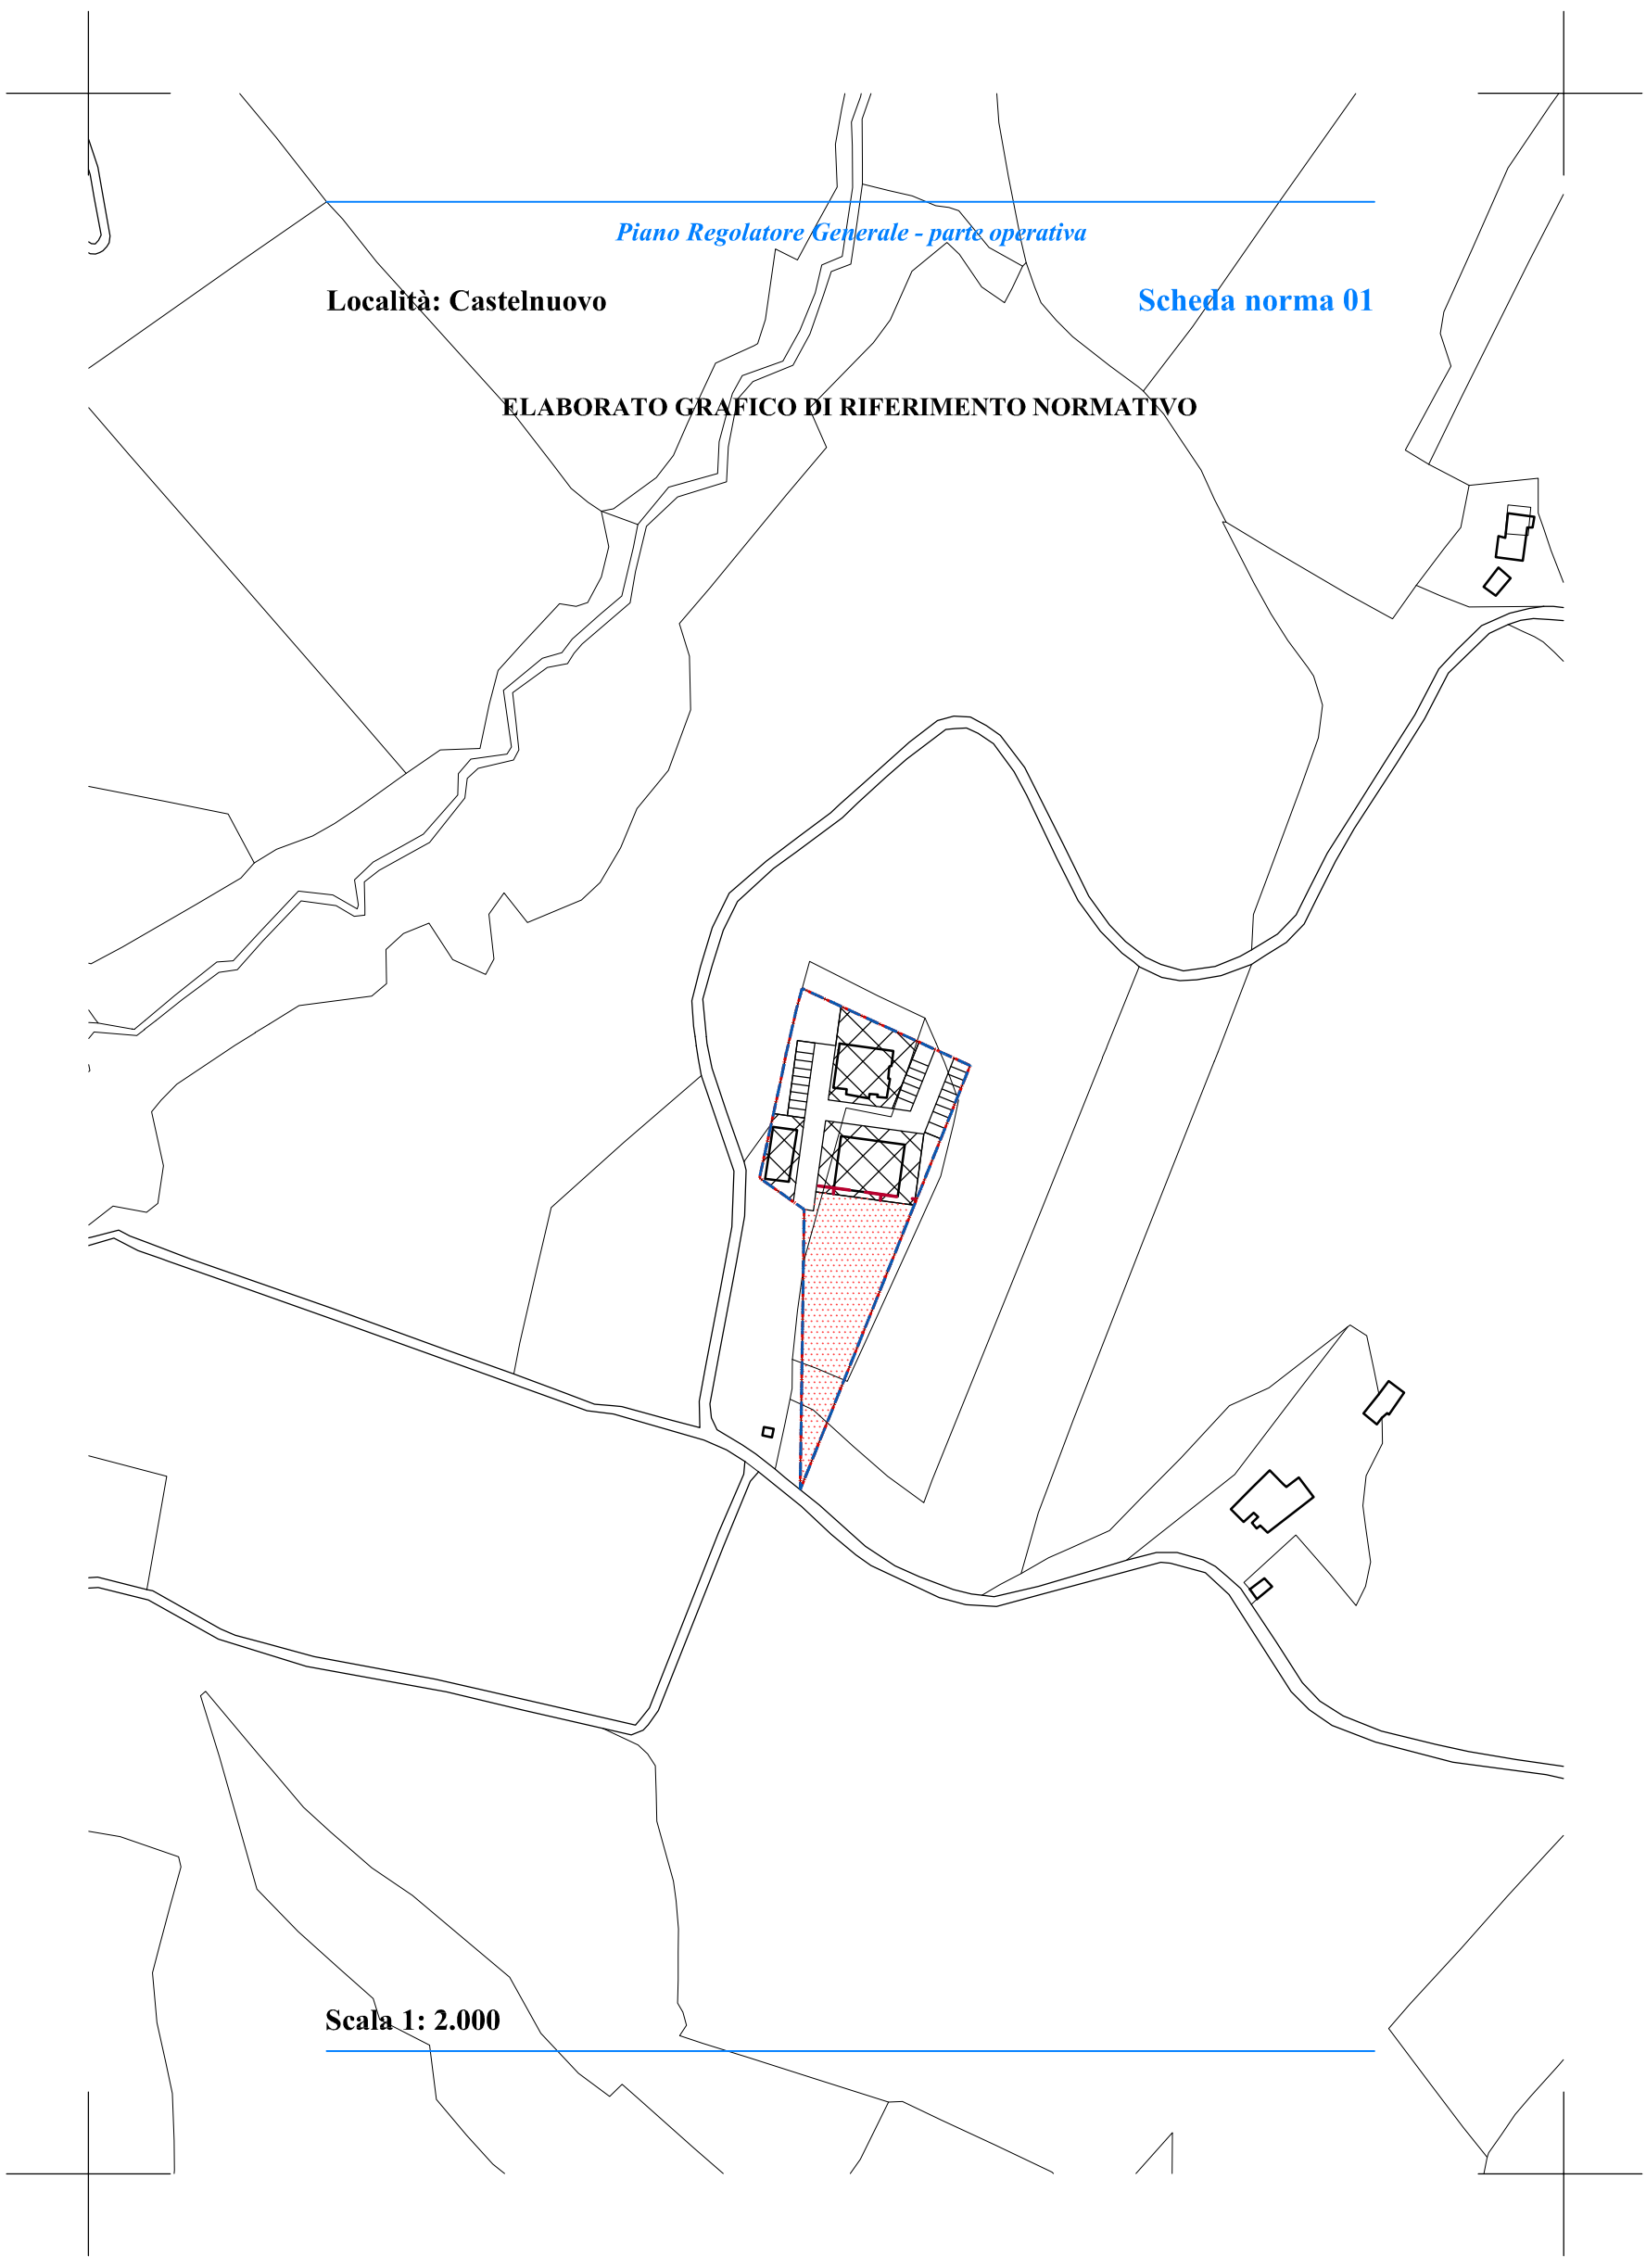 Piano Regolatore Generale - parte operativa
Località: Castelnuovo
Scheda norma 01
ELABORATO GRAFICO DI RIFERIMENTO NORMATIVO
Scala 1: 2.000